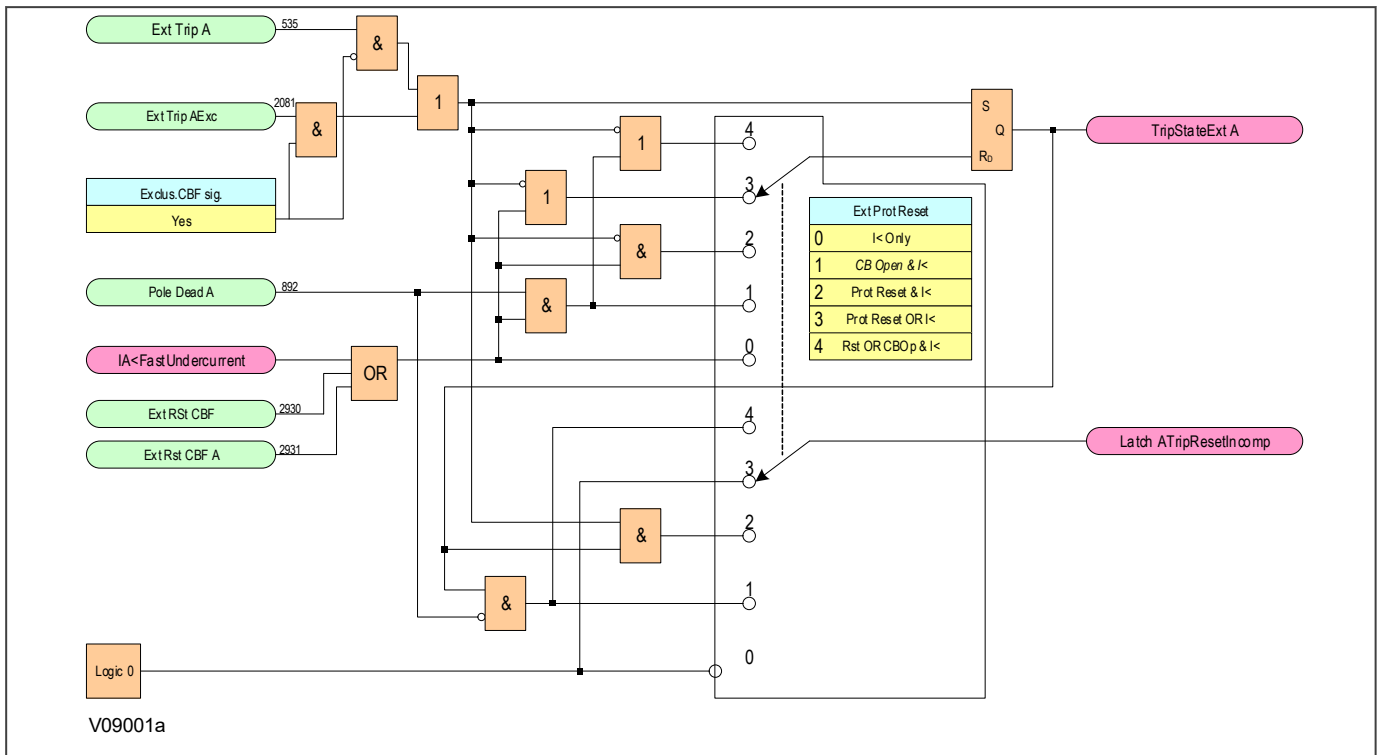 Ext Trip A
535
&
Ext Trip AExc
2081
&
1
Exclus.CBF sig.
Yes
S
Q
RD
TripStateExt A
1
4
1
3
&
2
Pole Dead A
892
&
1
IA<FastUndercurrent
OR
0
Ext RSt CBF
2930
Ext Rst CBF A
2931
Ext Prot Reset
0 I< Only
1 CB Open & I<
2 Prot Reset & I<
3 Prot Reset OR I<
4 Rst OR CBOp & I<
4
3
Latch ATripResetIncomp
&
2
&
1
0
Logic 0
V09001a